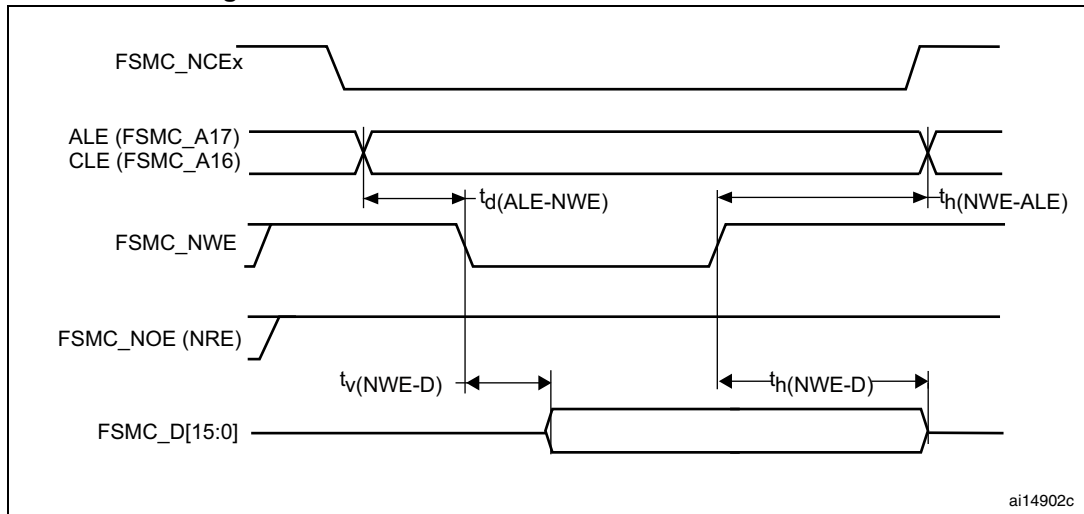 FSMC_NCEx
ALE (FSMC_A17)
CLE (FSMC_A16)
td(ALE-NWE)
th(NWE-ALE)
FSMC_NWE
FSMC_NOE (NRE)
tv(NWE-D)
th(NWE-D)
FSMC_D[15:0]
ai14902c